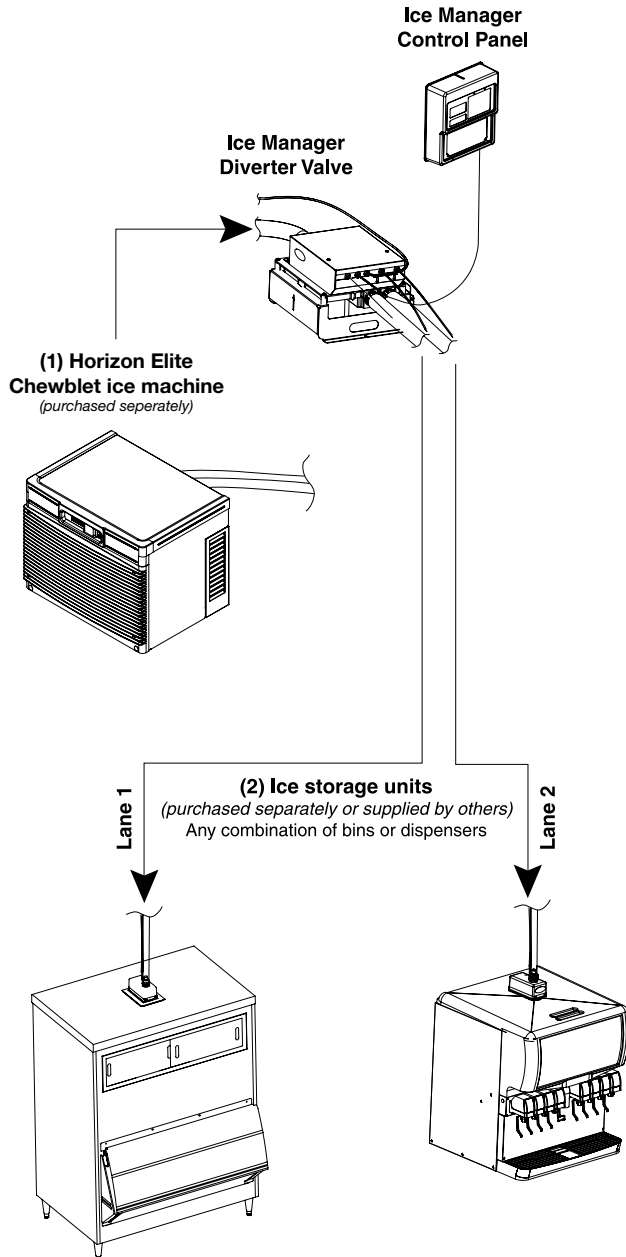 Ice Manager
Control Panel
Ice Manager
Diverter Valve
(1) Horizon Elite
Chewblet ice machine
(purchased seperately)
Lane 1
(2) Ice storage units
(purchased separately or supplied by others)
Any combination of bins or dispensers
Lane 2